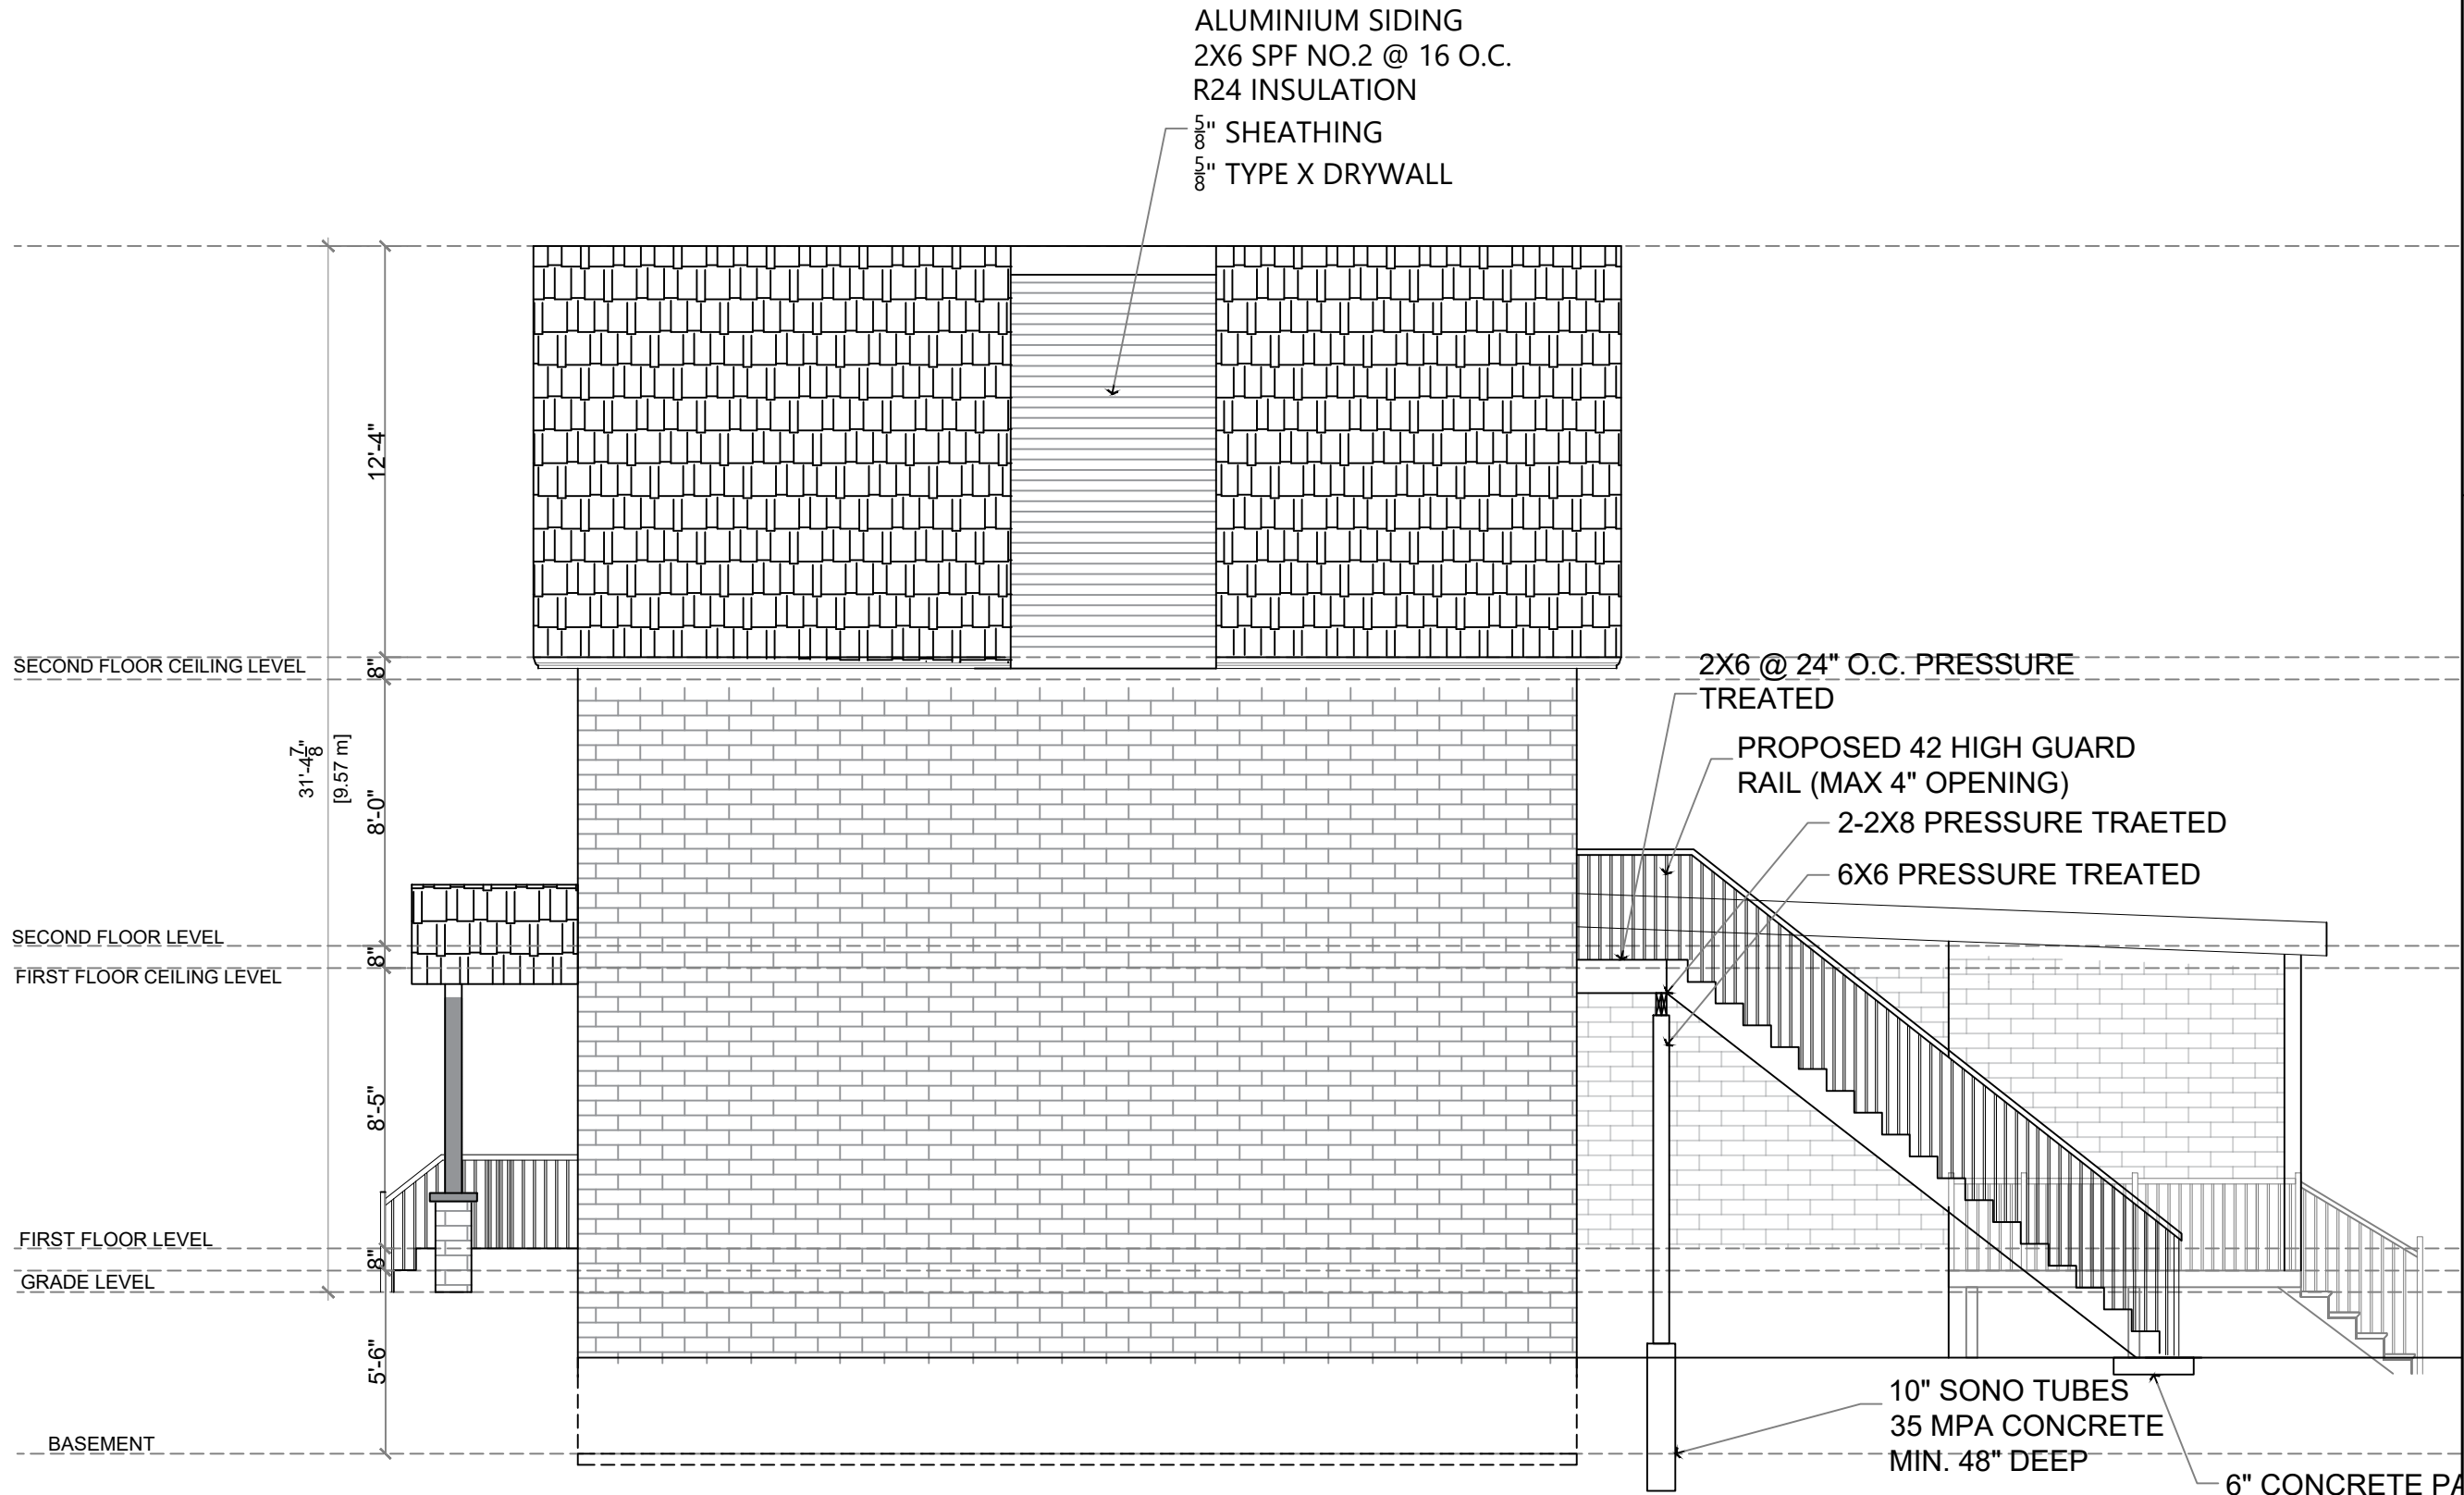 ALUMINIUM SIDING
2X6 SPF NO.2 @ 16 O.C.
R24 INSULATION
5/8" SHEATHING
5/8" TYPE X DRYWALL
12'-4"
SECOND FLOOR CEILING LEVEL
8"
2X6 @ 24" O.C. PRESSURE
TREATED
PROPOSED 42 HIGH GUARD
RAIL (MAX 4" OPENING)
31'-4 7/8"
[9.57 m]
8'-0"
2-2X8 PRESSURE TRAETED
6X6 PRESSURE TREATED
SECOND FLOOR LEVEL
8"
FIRST FLOOR CEILING LEVEL
8'-5"
FIRST FLOOR LEVEL
8"
GRADE LEVEL
5'-6"
10" SONO TUBES
35 MPA CONCRETE
MIN. 48" DEEP
BASEMENT
6" CONCRETE PA